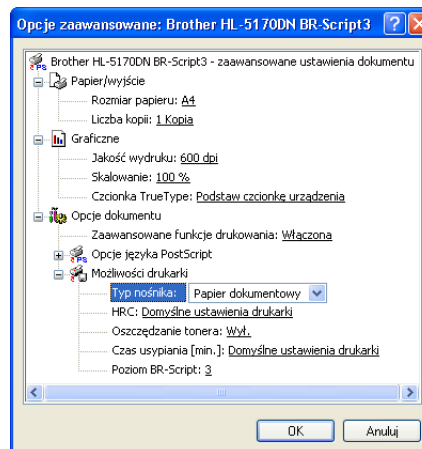 Opcje zaawansowane: Brother HL-5170DN BR-Script3
Brother HL-5170DN BR-Script3 - zaawansowane ustawienia dokumentu
Papier/wyjście
Rozmiar papieru: A4
Liczba kopii: 1 Kopia
Graficzne
Jakość wydruku: 600 dpi
Skalowanie: 100 %
Czcionka TrueType: Podstaw czcionkę urządzenia
Opcje dokumentu
Zaawansowane funkcje drukowania: Włączona
Opcje języka PostScript
Możliwości drukarki
Typ nośnika: Papier dokumentowy
HRC: Domyślne ustawienia drukarki
Oszczędzanie tonera: Wył.
Czas usypiania [min.]: Domyślne ustawienia drukarki
Poziom BR-Script: 3
OK Anuluj